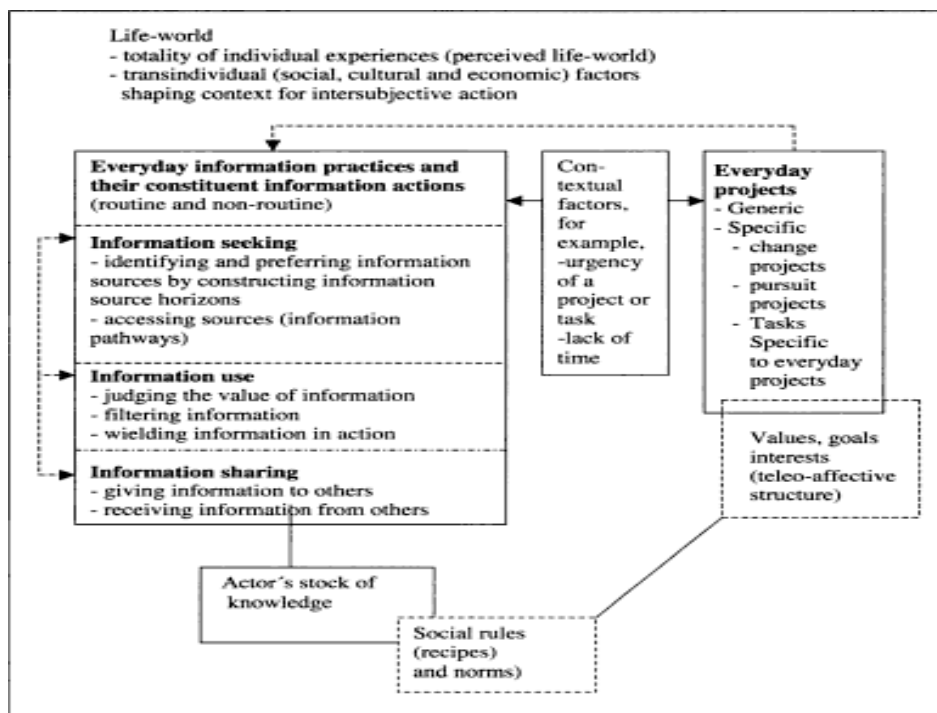 Life-world
- totality of individual experiences (perceived life-world)
- transindividual (social, cultural and economic) factors
shaping context for intersubjective action
Everyday information practices and
their constituent information actions
(routine and non-routine)
Information seeking
- identifying and preferring information
sources by constructing information
source horizons
- accessing sources (information
pathways)
Information use
- judging the value of information
- filtering information
- wielding information in action
Information sharing
- giving information to others
- receiving information from others
Con-
textual
factors,
for
example,
-urgency
of a
project or
task
-lack of
time
Everyday
projects
- Generic
- Specific
- change
projects
- pursuit
projects
- Tasks
Specific
to everyday
projects
Values, goals
interests
(teleo-affective
structure)
Actor´s stock of
knowledge
Social rules
(recipes)
and norms)